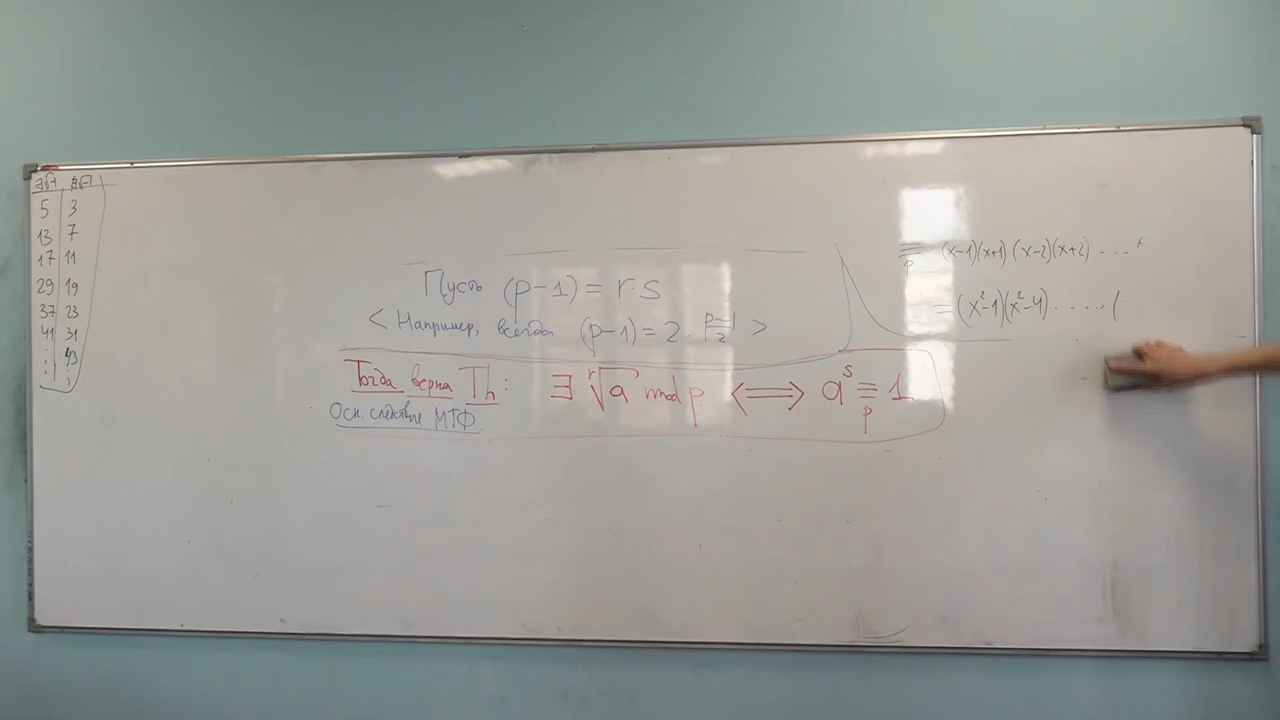 ∃√-1 ∄√-1
5 3
13 7
17 11
29 19
37 23
41 31
⋮ 43
⋮
Пусть (p-1) = r·s
< Например, всегда (p-1) = 2 · (p-1)/2 >
Тогда верна Th: ∃ ʳ√a mod p ⟺ aˢ ≡ₚ 1
Осн. следствие МТФ.
≡ₚ (x-1)(x+1)(x-2)(x+2) ....
= (x²-1)(x²-4) ..... (